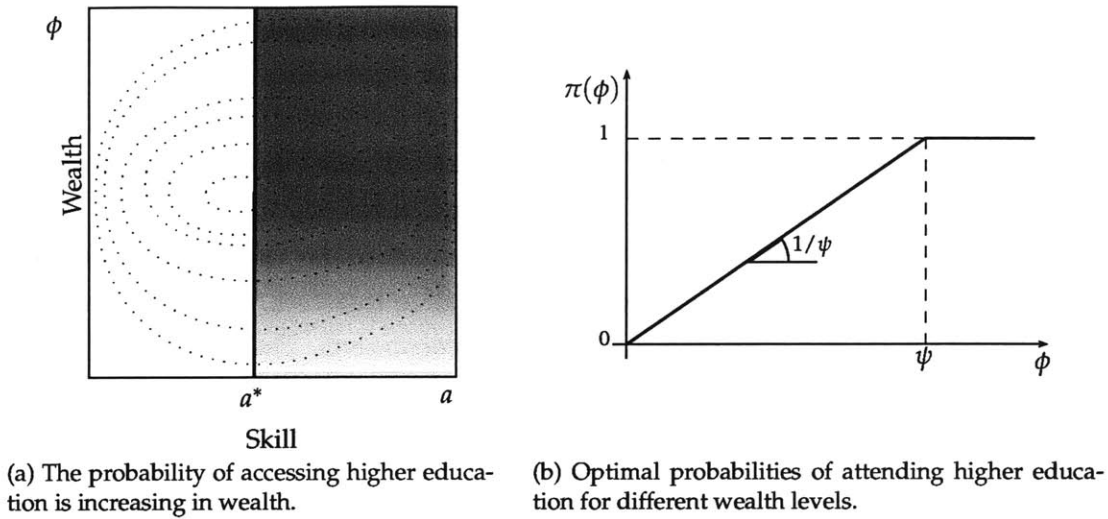 ϕ
Wealth
a*
a
Skill
(a) The probability of accessing higher educa-
tion is increasing in wealth.
π(ϕ)
1
1/ψ
0
ψ
ϕ
(b) Optimal probabilities of attending higher educa-
tion for different wealth levels.